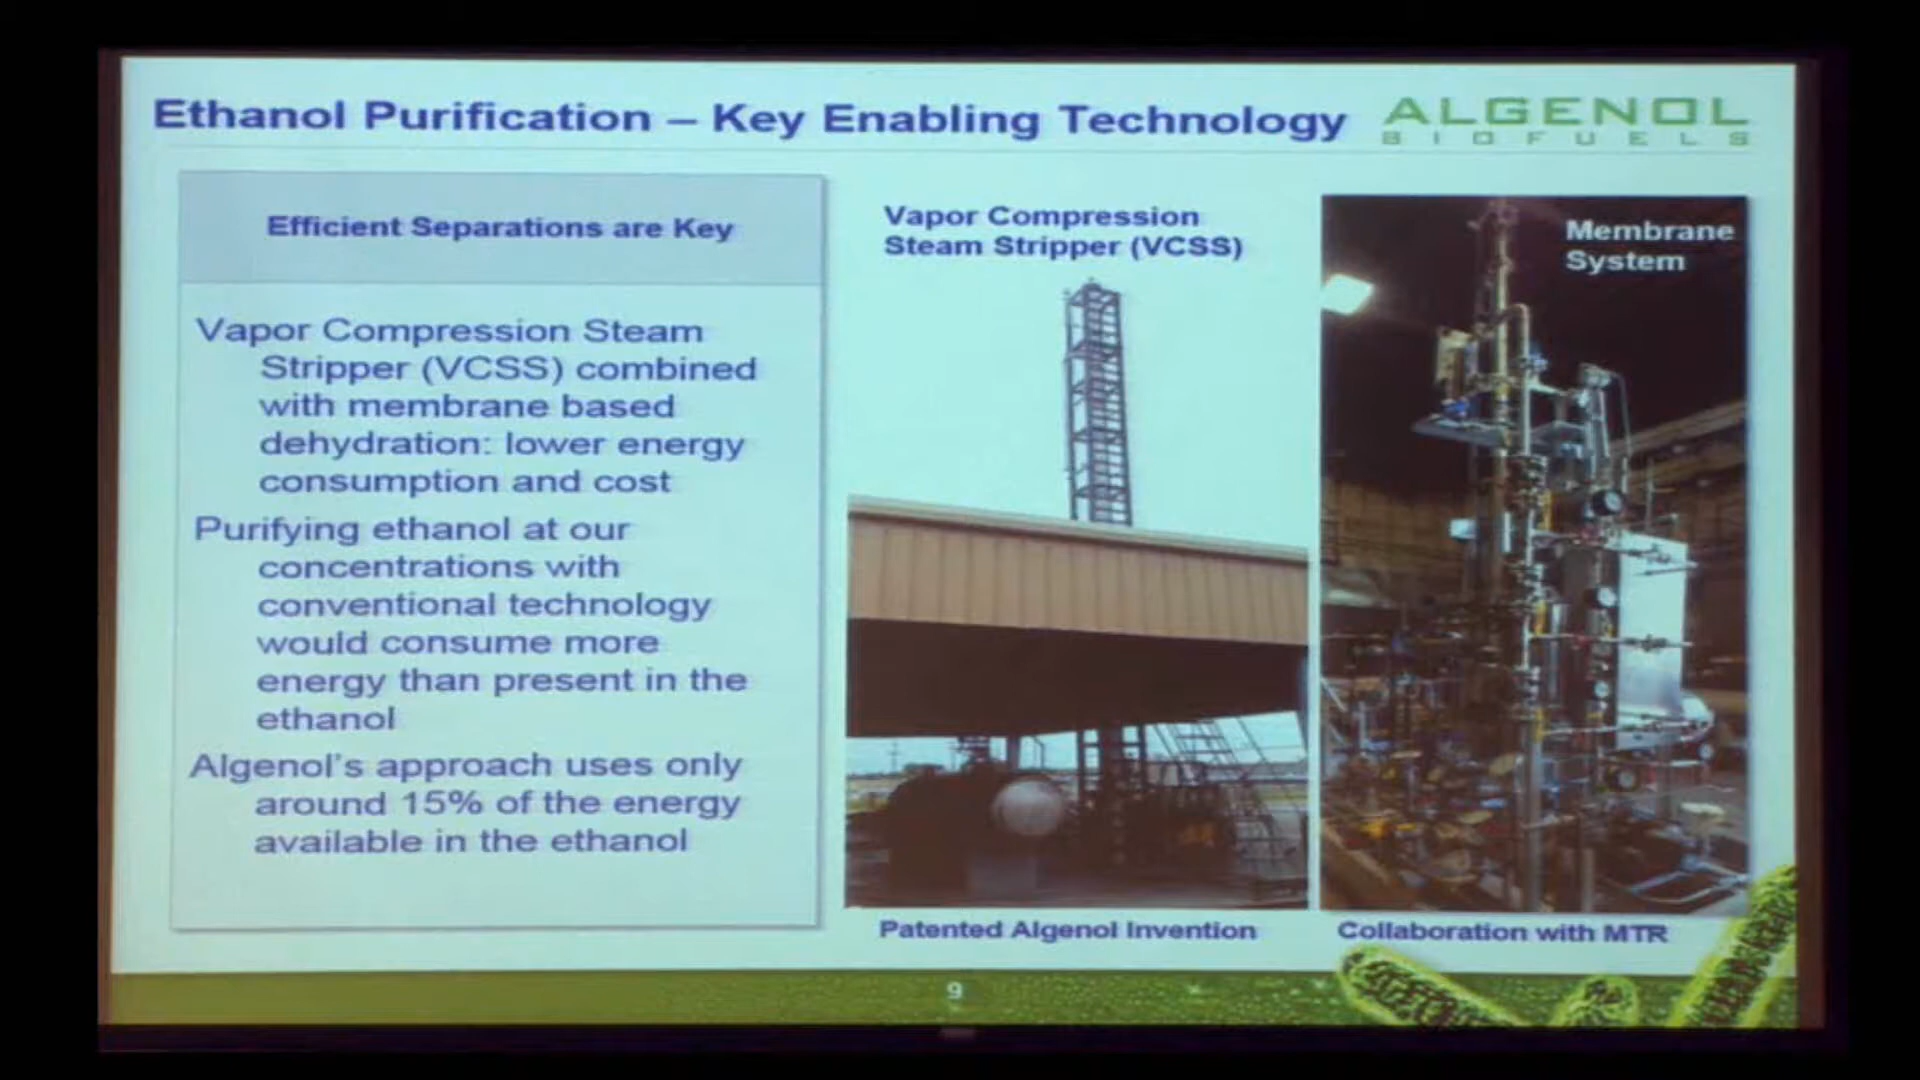 Ethanol Purification – Key Enabling Technology
ALGENOL
BIOFUELS
Efficient Separations are Key
Vapor Compression Steam
Stripper (VCSS) combined
with membrane based
dehydration: lower energy
consumption and cost
Purifying ethanol at our
concentrations with
conventional technology
would consume more
energy than present in the
ethanol
Algenol's approach uses only
around 15% of the energy
available in the ethanol
Vapor Compression
Steam Stripper (VCSS)
Patented Algenol Invention
Membrane
System
Collaboration with MTR
9